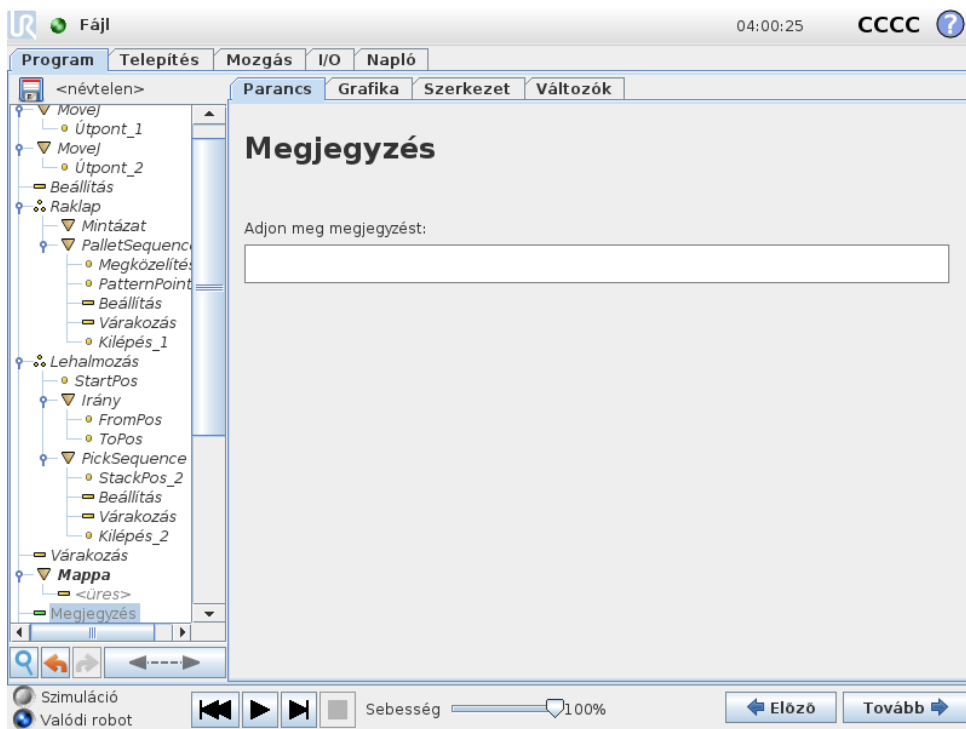 UR Fájl 04:00:25 CCCC ?
Program Telepítés Mozgás I/O Napló
<névtelen>
Parancs Grafika Szerkezet Változók
MoveJ
Útpont_1
MoveJ
Útpont_2
Beállítás
Raklap
Mintázat
PalletSequenc
Megközelítés
PatternPoint
Beállítás
Várakozás
Kilépés_1
Lehalmozás
StartPos
Irány
FromPos
ToPos
PickSequence
StackPos_2
Beállítás
Várakozás
Kilépés_2
Várakozás
Mappa
<üres>
Megjegyzés
Megjegyzés
Adjon meg megjegyzést:
Szimuláció
Valódi robot
Sebesség 100%
Előző Tovább